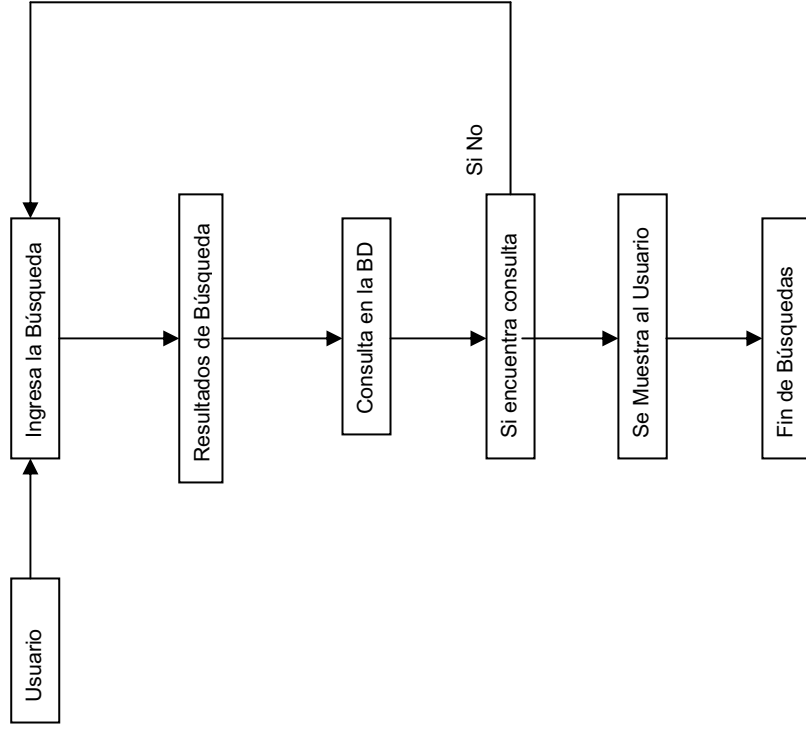 Usuario
Ingresa la Búsqueda
Resultados de Búsqueda
Consulta en la BD
Si encuentra consulta
Si No
Se Muestra al Usuario
Fin de Búsquedas